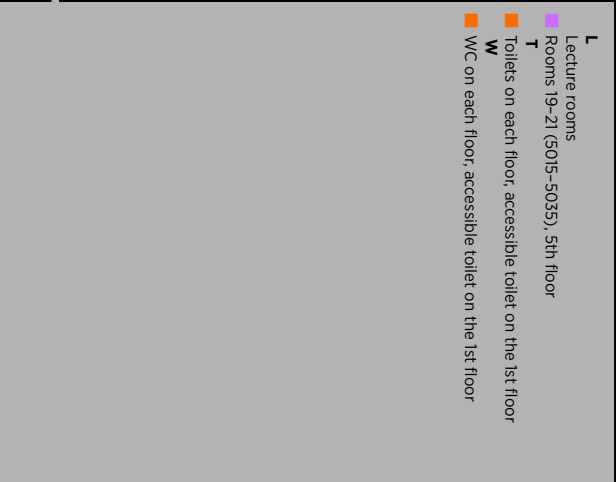 L
Lecture rooms
Rooms 19–21 (5015–5035), 5th floor
T
Toilets on each floor, accessible toilet on the 1st floor
W
WC on each floor, accessible toilet on the 1st floor